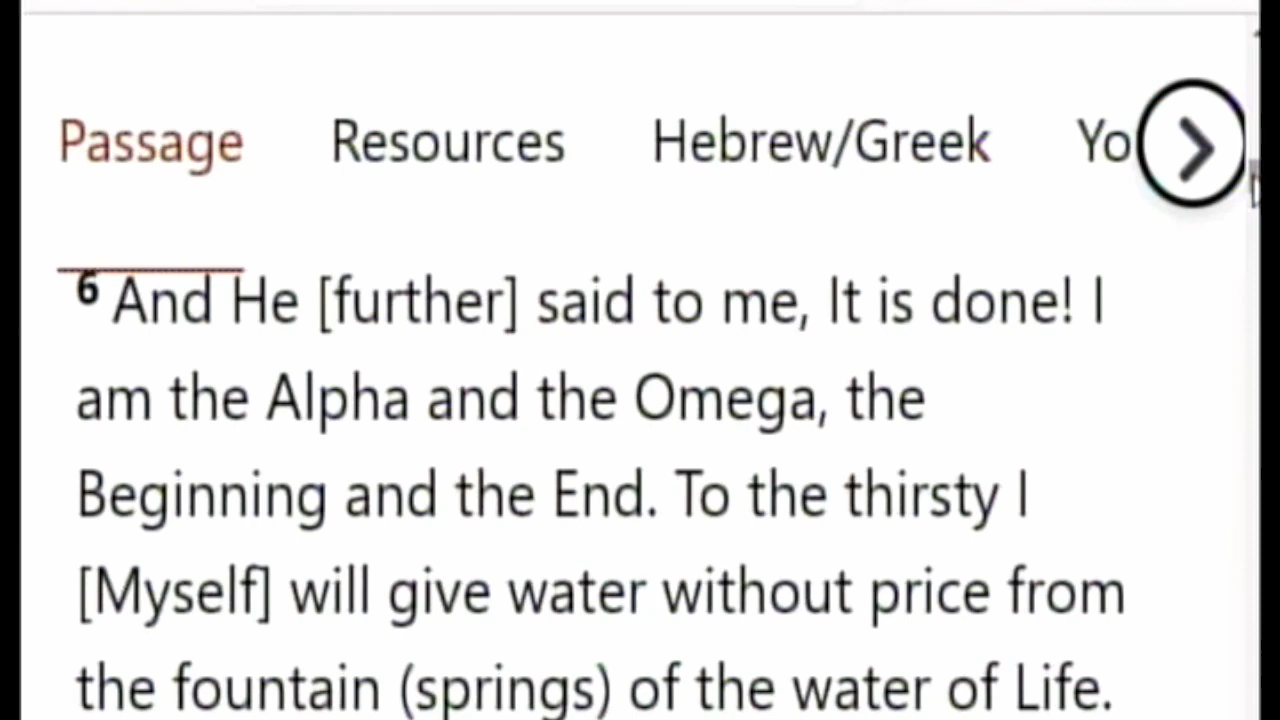 Passage Resources Hebrew/Greek Yo
6 And He [further] said to me, It is done! I
am the Alpha and the Omega, the
Beginning and the End. To the thirsty I
[Myself] will give water without price from
the fountain (springs) of the water of Life.